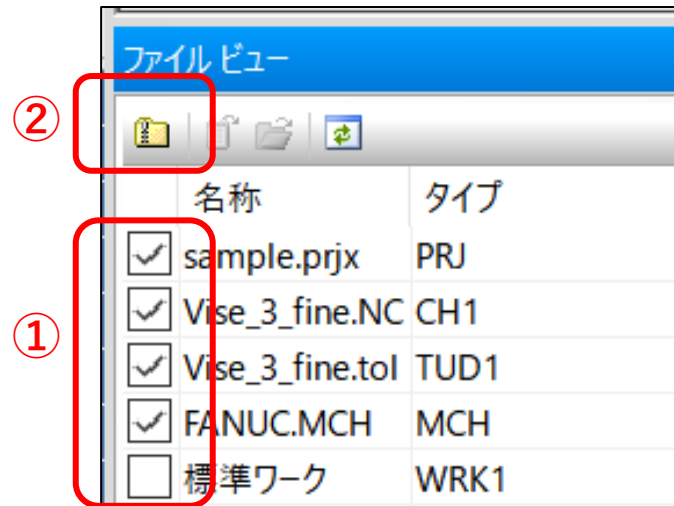 ファイル ビュー
②
名称 タイプ
sample.prjx PRJ
Vise_3_fine.NC CH1
①
Vise_3_fine.tol TUD1
FANUC.MCH MCH
標準ワーク WRK1